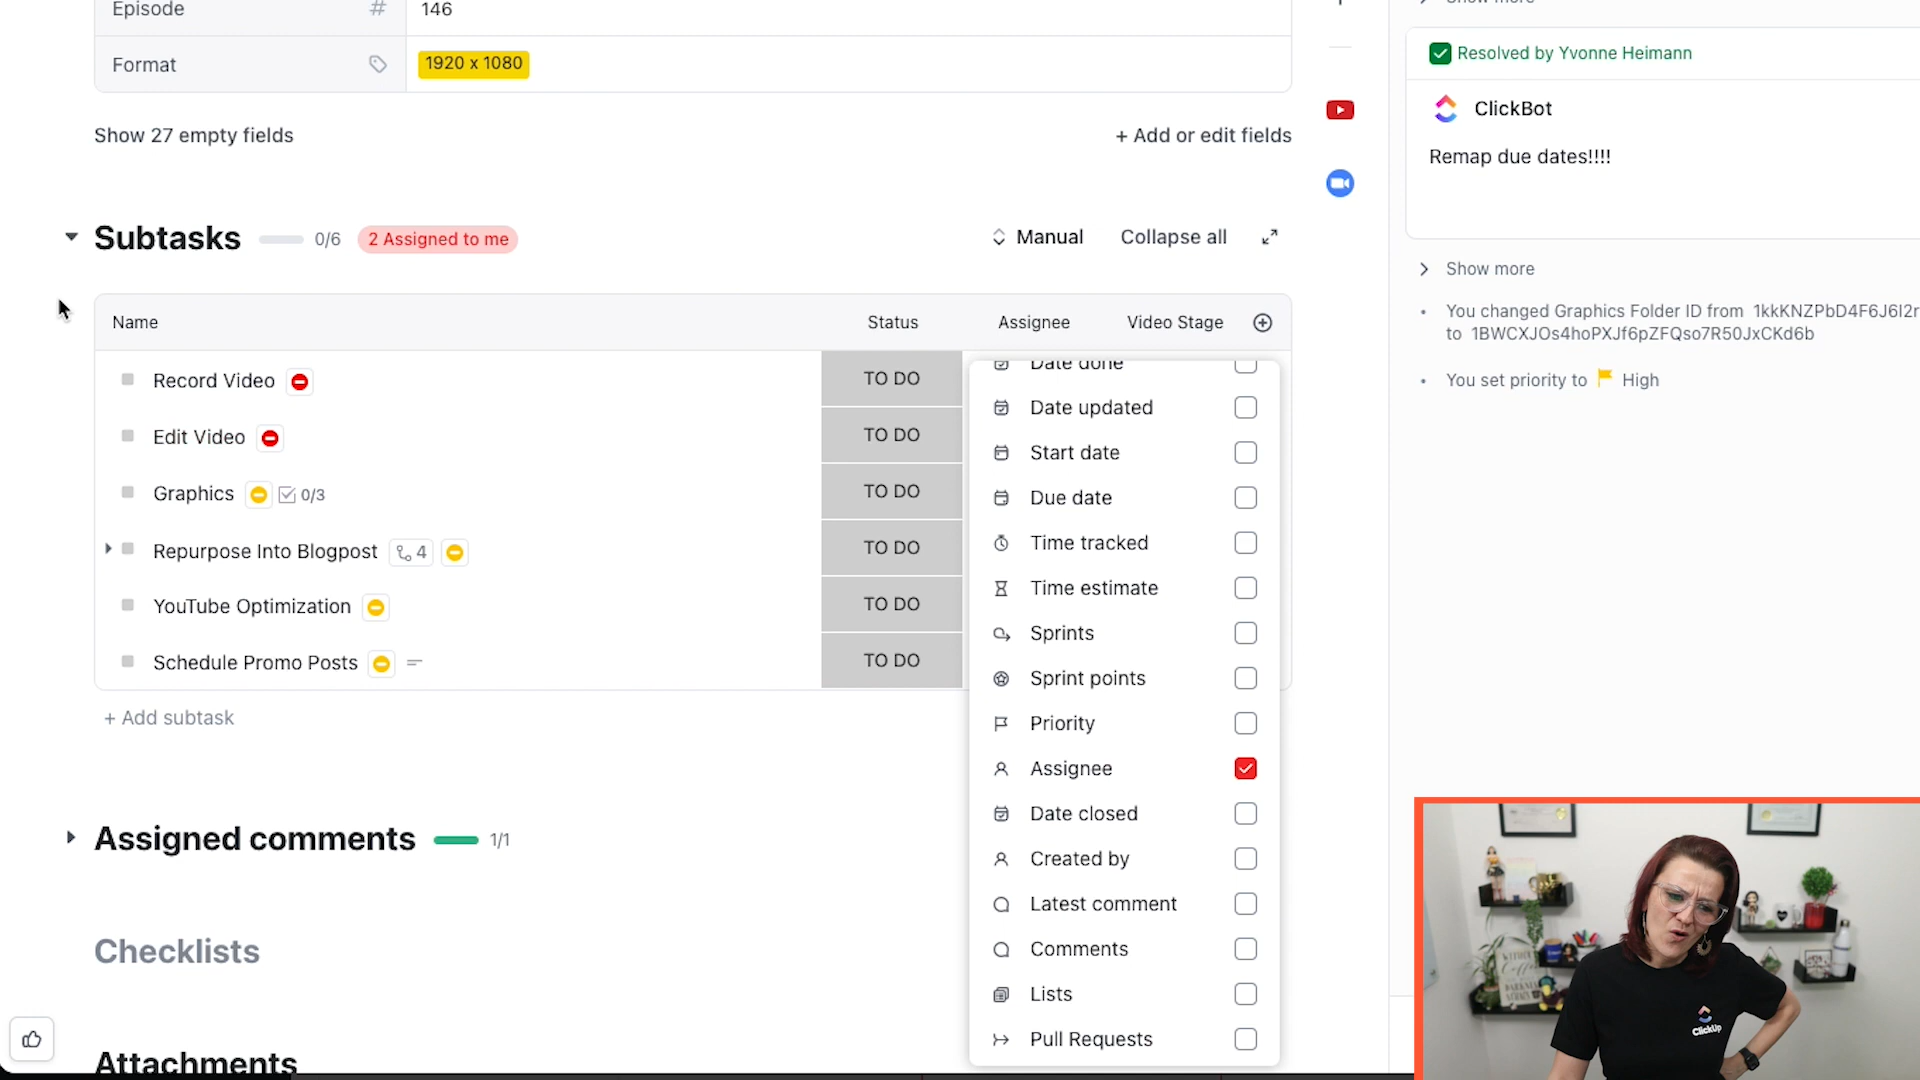 Episode
146
Format
1920 x 1080
Show 27 empty fields
+ Add or edit fields
Subtasks
0/6
2 Assigned to me
Manual
Collapse all
Name
Status
Assignee
Video Stage
Record Video
TO DO
Edit Video
TO DO
Graphics
0/3
TO DO
Repurpose Into Blogpost
4
TO DO
YouTube Optimization
TO DO
Schedule Promo Posts
TO DO
+ Add subtask
Date done
Date updated
Start date
Due date
Time tracked
Time estimate
Sprints
Sprint points
Priority
Assignee
Date closed
Created by
Latest comment
Comments
Lists
Pull Requests
Assigned comments
1/1
Checklists
Attachments
Show more
Resolved by Yvonne Heimann
ClickBot
Remap due dates!!!!
Show more
You changed Graphics Folder ID from 1kkKNZPbD4F6J6I2r
to 1BWCXJOs4hoPXJf6pZFQso7R50JxCKd6b
You set priority to High
ClickUp